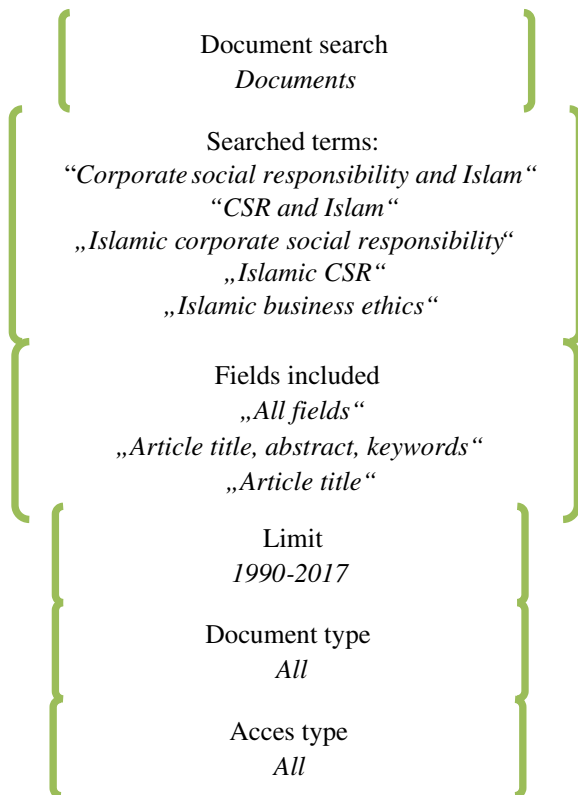 Document search
Documents
Searched terms:
“Corporate social responsibility and Islam“
“CSR and Islam“
„Islamic corporate social responsibility“
„Islamic CSR“
„Islamic business ethics“
Fields included
„All fields“
„Article title, abstract, keywords“
„Article title“
Limit
1990-2017
Document type
All
Acces type
All